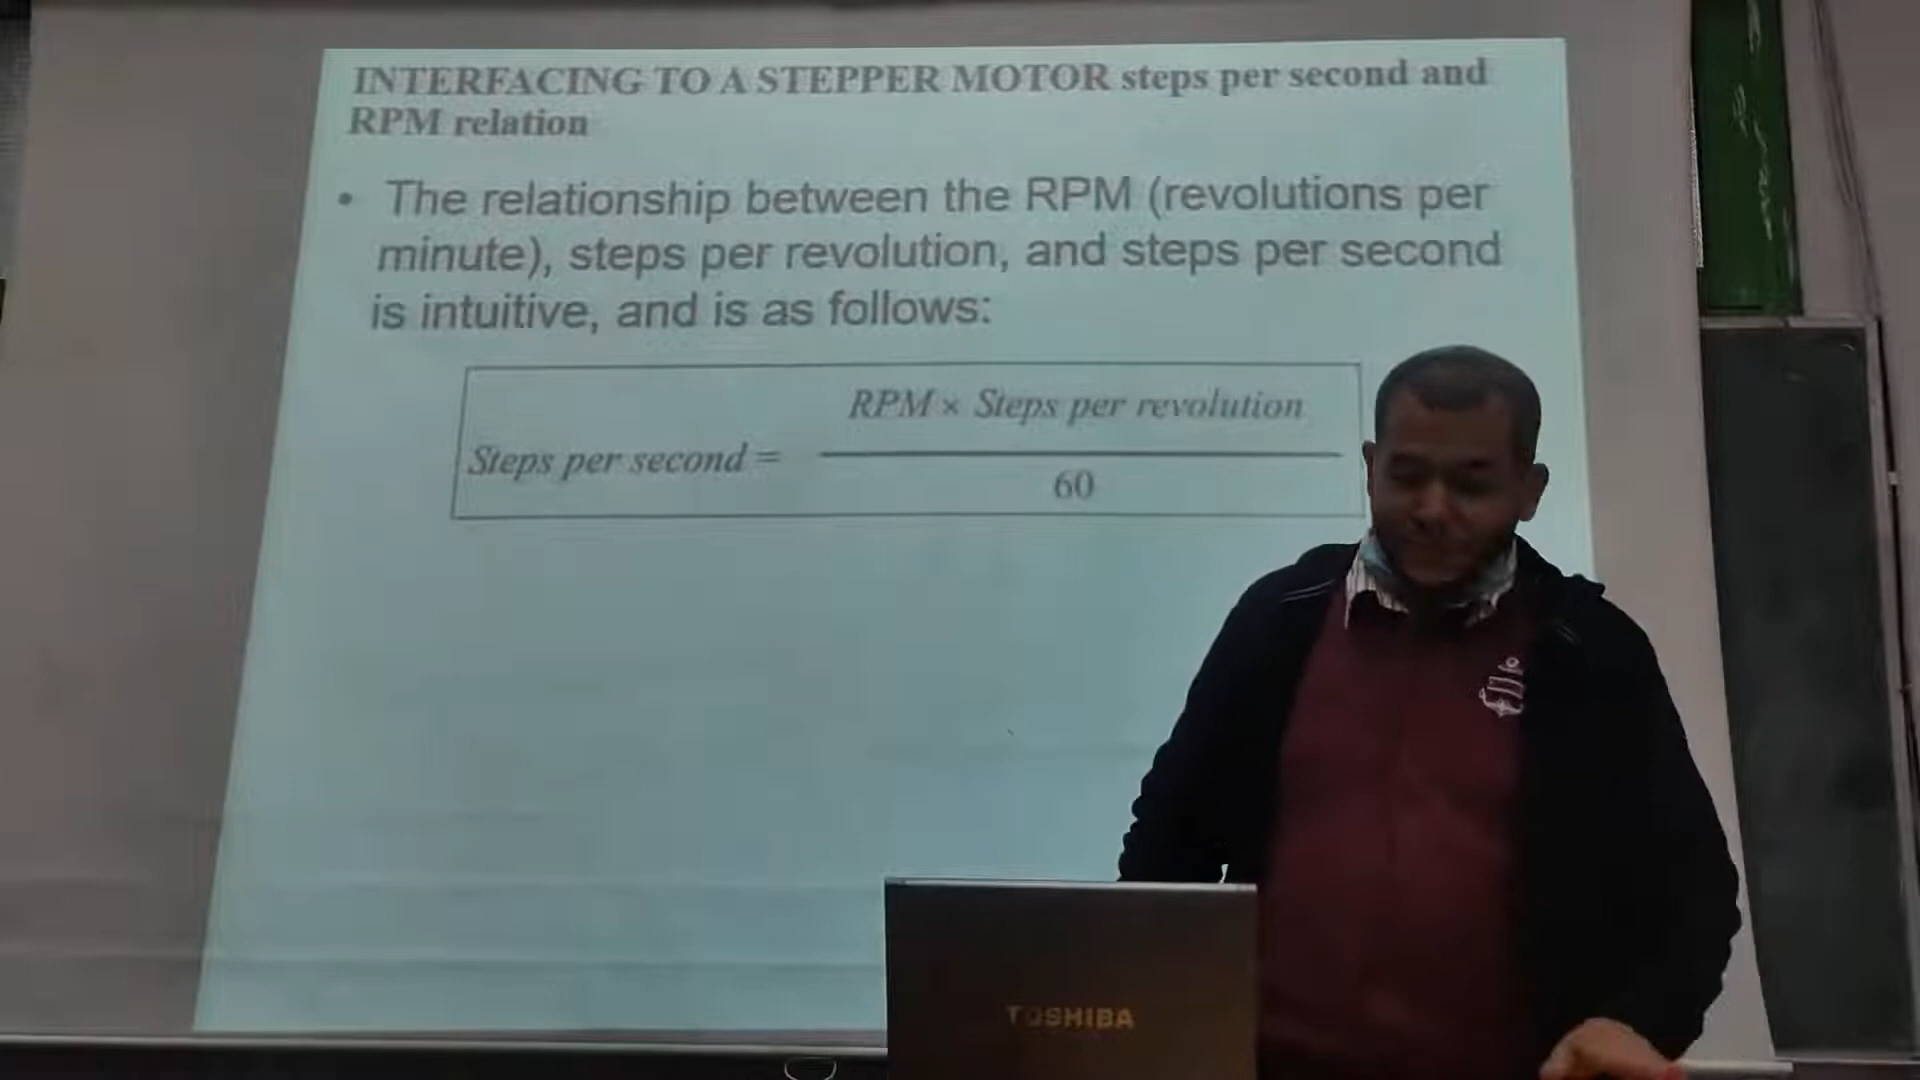 INTERFACING TO A STEPPER MOTOR steps per second and
RPM relation
• The relationship between the RPM (revolutions per
minute), steps per revolution, and steps per second
is intuitive, and is as follows:
RPM × Steps per revolution
Steps per second =
60
TOSHIBA